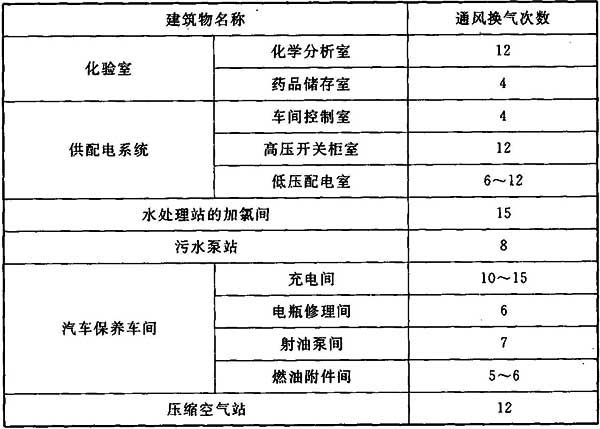 建筑物名称 通风换气次数
化验室 化学分析室 12
药品储存室 4
供配电系统 车间控制室 4
高压开关柜室 12
低压配电室 6～12
水处理站的加氯间 15
污水泵站 8
汽车保养车间 充电间 10～15
电瓶修理间 6
射油泵间 7
燃油附件间 5～6
压缩空气站 12